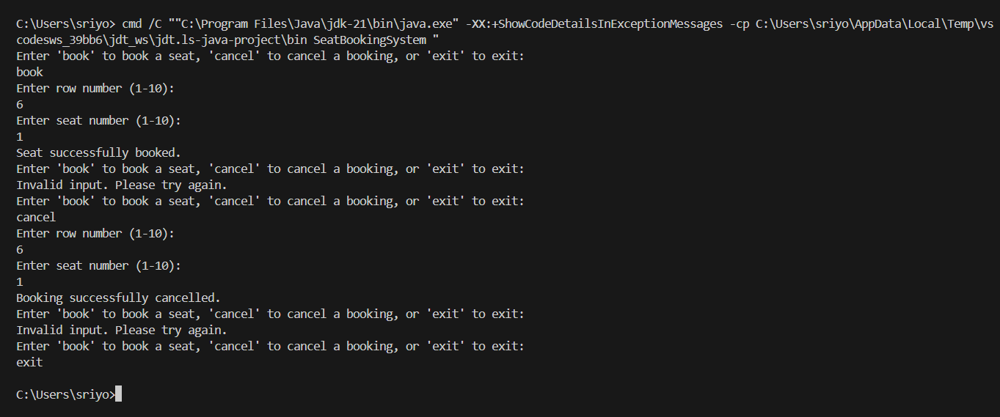 C:\Users\sriyo> cmd /C ""C:\Program Files\Java\jdk-21\bin\java.exe" -XX:+ShowCodeDetailsInExceptionMessages -cp C:\Users\sriyo\AppData\Local\Temp\vs
codesws_39bb6\jdt_ws\jdt.ls-java-project\bin SeatBookingSystem "
Enter 'book' to book a seat, 'cancel' to cancel a booking, or 'exit' to exit:
book
Enter row number (1-10):
6
Enter seat number (1-10):
1
Seat successfully booked.
Enter 'book' to book a seat, 'cancel' to cancel a booking, or 'exit' to exit:
Invalid input. Please try again.
Enter 'book' to book a seat, 'cancel' to cancel a booking, or 'exit' to exit:
cancel
Enter row number (1-10):
6
Enter seat number (1-10):
1
Booking successfully cancelled.
Enter 'book' to book a seat, 'cancel' to cancel a booking, or 'exit' to exit:
Invalid input. Please try again.
Enter 'book' to book a seat, 'cancel' to cancel a booking, or 'exit' to exit:
exit
C:\Users\sriyo>